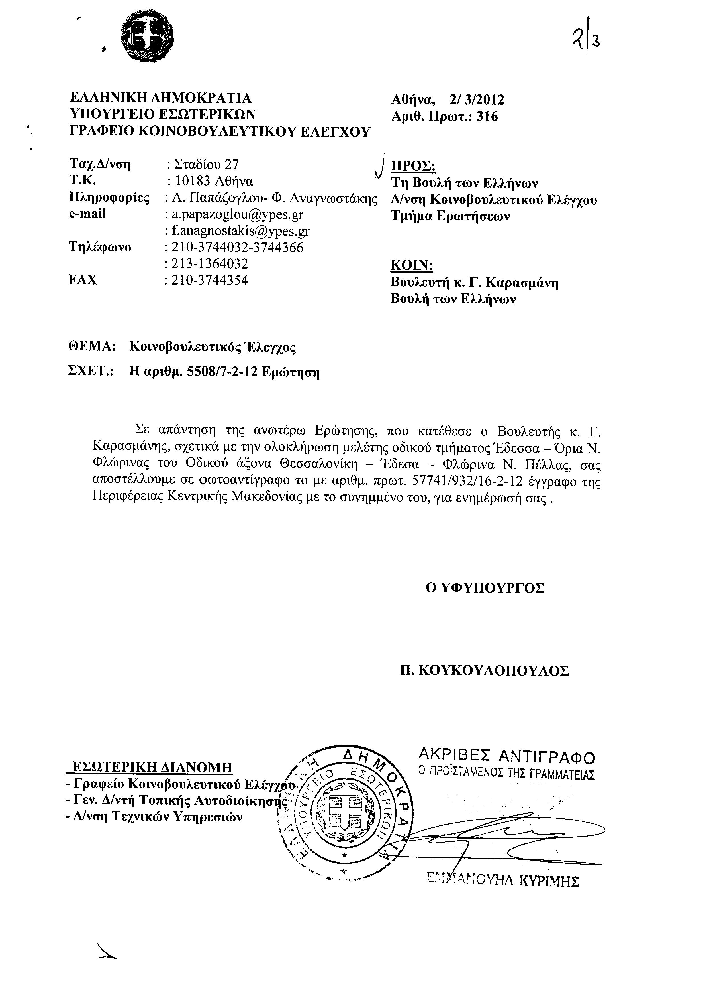 2/3
ΕΛΛΗΝΙΚΗ ΔΗΜΟΚΡΑΤΙΑ
ΥΠΟΥΡΓΕΙΟ ΕΣΩΤΕΡΙΚΩΝ
ΓΡΑΦΕΙΟ ΚΟΙΝΟΒΟΥΛΕΥΤΙΚΟΥ ΕΛΕΓΧΟΥ
Αθήνα, 2/ 3/2012
Αριθ. Πρωτ.: 316
Ταχ.Δ/νση : Σταδίου 27
Τ.Κ. : 10183 Αθήνα
Πληροφορίες : Α. Παπάζογλου- Φ. Αναγνωστάκης
e-mail : a.papazoglou@ypes.gr
: f.anagnostakis@ypes.gr
Τηλέφωνο : 210-3744032-3744366
: 213-1364032
FAX : 210-3744354
ΠΡΟΣ:
Τη Βουλή των Ελλήνων
Δ/νση Κοινοβουλευτικού Ελέγχου
Τμήμα Ερωτήσεων
ΚΟΙΝ:
Βουλευτή κ. Γ. Καρασμάνη
Βουλή των Ελλήνων
ΘΕΜΑ: Κοινοβουλευτικός Έλεγχος
ΣΧΕΤ.: Η αριθμ. 5508/7-2-12 Ερώτηση
Σε απάντηση της ανωτέρω Ερώτησης, που κατέθεσε ο Βουλευτής κ. Γ.
Καρασμάνης, σχετικά με την ολοκλήρωση μελέτης οδικού τμήματος Έδεσσα – Όρια Ν.
Φλώρινας του Οδικού άξονα Θεσσαλονίκη – Έδεσα – Φλώρινα Ν. Πέλλας, σας
αποστέλλουμε σε φωτοαντίγραφο το με αριθμ. πρωτ. 57741/932/16-2-12 έγγραφο της
Περιφέρειας Κεντρικής Μακεδονίας με το συνημμένο του, για ενημέρωσή σας .
Ο ΥΦΥΠΟΥΡΓΟΣ
Π. ΚΟΥΚΟΥΛΟΠΟΥΛΟΣ
ΕΣΩΤΕΡΙΚΗ ΔΙΑΝΟΜΗ
- Γραφείο Κοινοβουλευτικού Ελέγχου
- Γεν. Δ/ντή Τοπικής Αυτοδιοίκησής
- Δ/νση Τεχνικών Υπηρεσιών
ΕΛΛΗΝΙΚΗ ΔΗΜΟΚΡΑΤΙΑ
ΥΠΟΥΡΓΕΙΟ ΕΣΩΤΕΡΙΚΩΝ
ΑΚΡΙΒΕΣ ΑΝΤΙΓΡΑΦΟ
Ο ΠΡΟΪΣΤΑΜΕΝΟΣ ΤΗΣ ΓΡΑΜΜΑΤΕΙΑΣ
ΕΜΜΑΝΟΥΗΛ ΚΥΡΙΜΗΣ